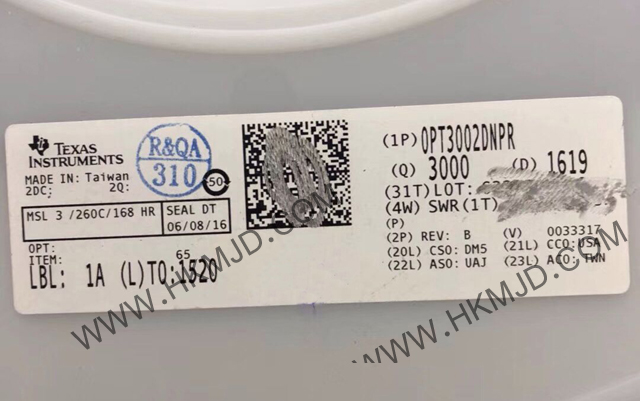 TEXAS
INSTRUMENTS
MADE IN: Taiwan
2DC: 2Q:
R&QA
310
50
MSL 3 /260C/168 HR
SEAL DT
06/08/16
OPT:
ITEM: 65
LBL: 1A (L)TO:1520
(1P) OPT3002DNPR
(Q) 3000 (D) 1619
(31T) LOT:
(4W) SWR(1T)
(P)
(2P) REV: B (V) 0033317
(20L) CSO: DM5 (21L) CCO:USA
(22L) ASO: UAJ (23L) ACO: TWN
WWW.HKMJD.COM
WWW.HKMJD.COM